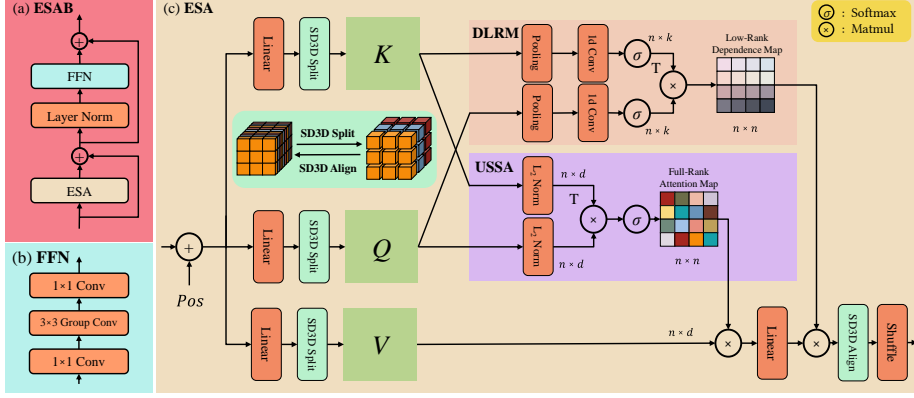 (a) ESAB
+
FFN
Layer Norm
+
ESA
(b) FFN
1×1 Conv
3×3 Group Conv
1×1 Conv
(c) ESA
σ : Softmax
× : Matmul
Linear
SD3D Split
K
SD3D Split
SD3D Align
+
Pos
Linear
SD3D Split
Q
Linear
SD3D Split
V
DLRM
Pooling
1d Conv
σ
n × k
T
×
Pooling
1d Conv
σ
n × k
Low-Rank
Dependence Map
n × n
USSA
L2 Norm
n × d
T
×
σ
L2 Norm
n × d
Full-Rank
Attention Map
n × n
n × d
×
Linear
×
SD3D Align
Shuffle